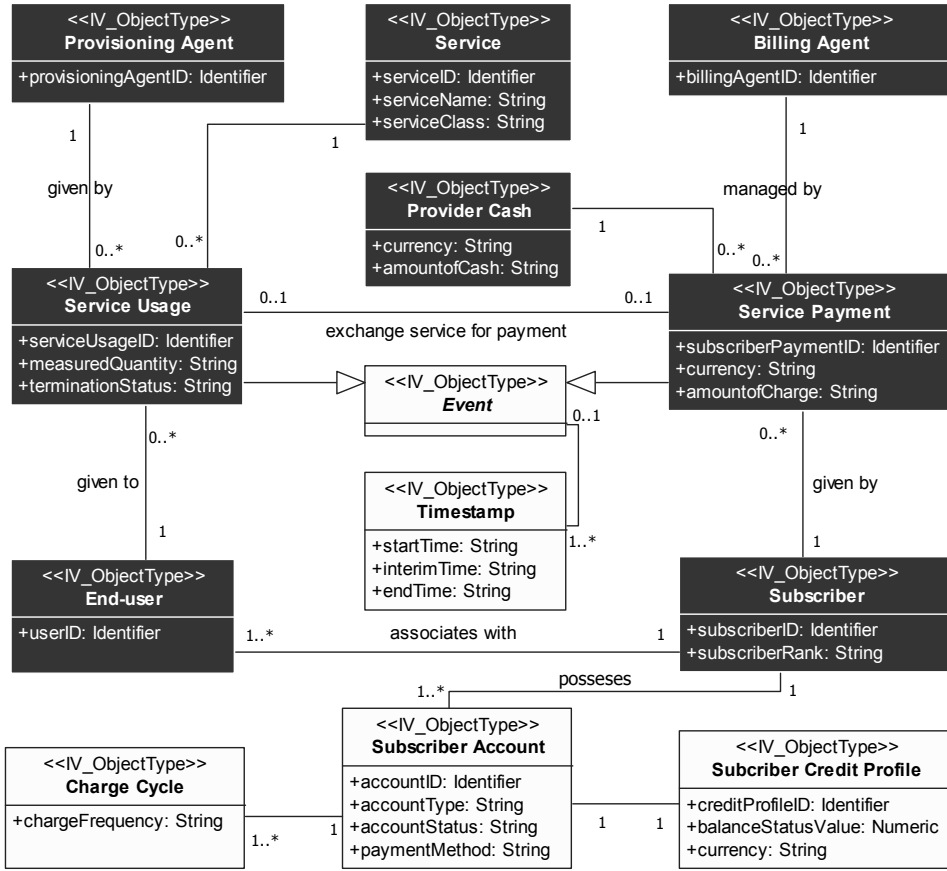 <<IV_ObjectType>>
Provisioning Agent
+provisioningAgentID: Identifier
<<IV_ObjectType>>
Service
+serviceID: Identifier
+serviceName: String
+serviceClass: String
<<IV_ObjectType>>
Billing Agent
+billingAgentID: Identifier
1
1
1
given by
managed by
<<IV_ObjectType>>
Provider Cash
+currency: String
+amountofCash: String
1
0..*
0..*
0..*
0..*
<<IV_ObjectType>>
Service Usage
+serviceUsageID: Identifier
+measuredQuantity: String
+terminationStatus: String
0..1
0..1
exchange service for payment
<<IV_ObjectType>>
Service Payment
+subscriberPaymentID: Identifier
+currency: String
+amountofCharge: String
<<IV_ObjectType>>
Event
0..1
0..*
0..*
given to
given by
<<IV_ObjectType>>
Timestamp
+startTime: String
+interimTime: String
+endTime: String
1..*
1
1
<<IV_ObjectType>>
End-user
+userID: Identifier
1..*
associates with
1
<<IV_ObjectType>>
Subscriber
+subscriberID: Identifier
+subscriberRank: String
posseses
1..*
1
<<IV_ObjectType>>
Charge Cycle
+chargeFrequency: String
1..*
1
<<IV_ObjectType>>
Subscriber Account
+accountID: Identifier
+accountType: String
+accountStatus: String
+paymentMethod: String
1
1
<<IV_ObjectType>>
Subcriber Credit Profile
+creditProfileID: Identifier
+balanceStatusValue: Numeric
+currency: String